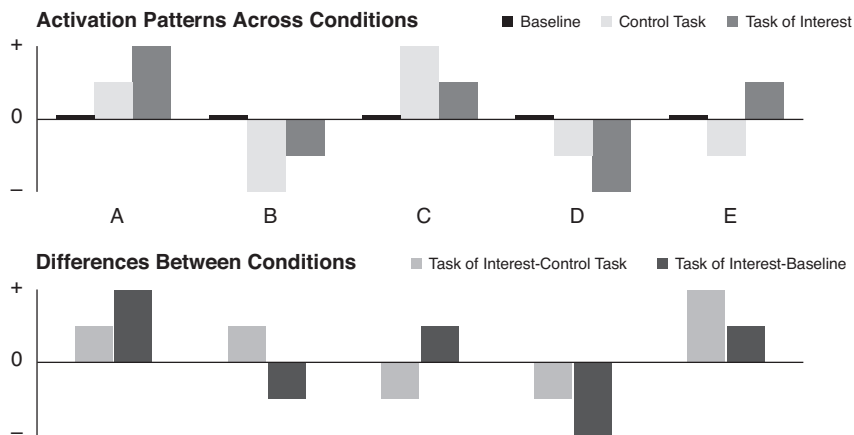 Activation Patterns Across Conditions
Baseline Control Task Task of Interest
+
0
–
A B C D E
Differences Between Conditions
Task of Interest-Control Task Task of Interest-Baseline
+
0
–